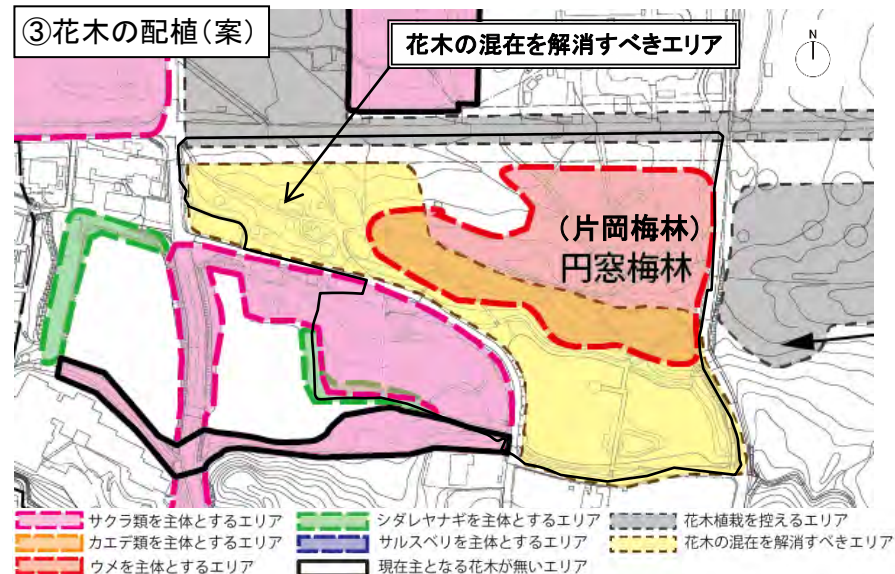 ③花木の配植(案)
花木の混在を解消すべきエリア
N
(片岡梅林)
円窓梅林
サクラ類を主体とするエリア
シダレヤナギを主体とするエリア
花木植栽を控えるエリア
カエデ類を主体とするエリア
サルスベリを主体とするエリア
花木の混在を解消すべきエリア
ウメを主体とするエリア
現在主となる花木が無いエリア